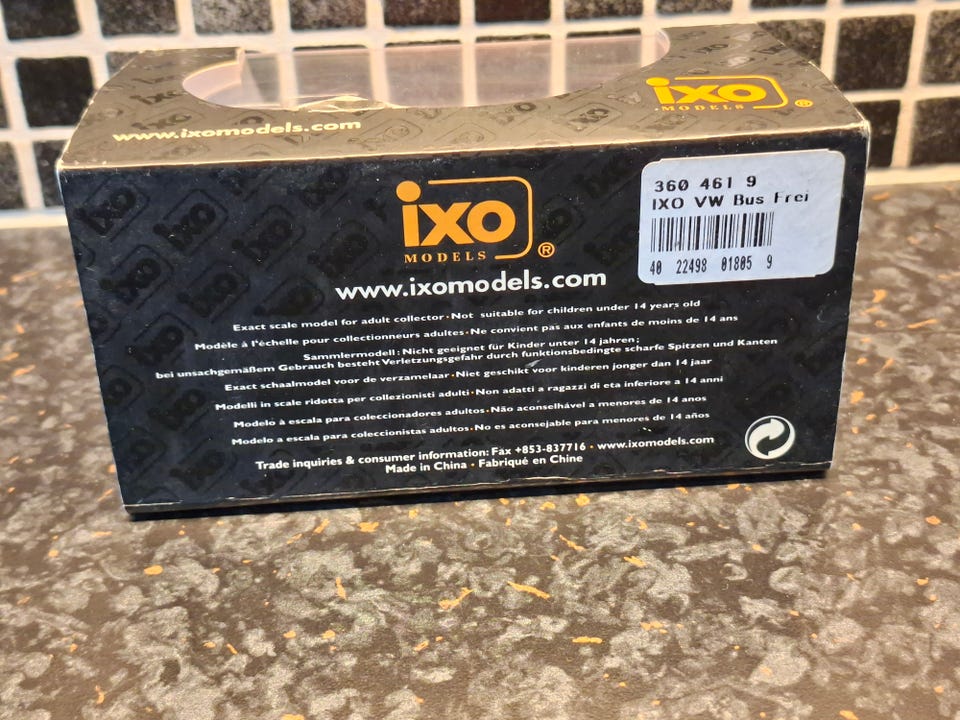 ixo
www.ixomodels.com
ixo
MODELS ®
360 461 9
IXO VW Bus Frei
40 22498 01805 9
ixo
MODELS ®
www.ixomodels.com
Exact scale model for adult collector · Not suitable for children under 14 years old
Modèle à l'échelle pour collectionneurs adultes · Ne convient pas aux enfants de moins de 14 ans
Sammlermodell : Nicht geeignet für Kinder unter 14 jahren ;
bei unsachgemäßem Gebrauch besteht Verletzungsgefahr durch funktionsbedingte scharfe Spitzen und Kanten
Exact schaalmodel voor de verzamelaar · Niet geschikt voor kinderen jonger dan 14 jaar
Modelli in scale ridotta per collezionisti adulti · Non adatti a ragazzi di eta inferiore a 14 anni
Modelo à escala para coleccionadores adultos · Não aconselhável a menores de 14 anos
Modelo a escala para coleccionistas adultos · No es aconsejable para menores de 14 años
Trade inquiries & consumer information: Fax +853-837716 · www.ixomodels.com
Made in China · Fabriqué en Chine